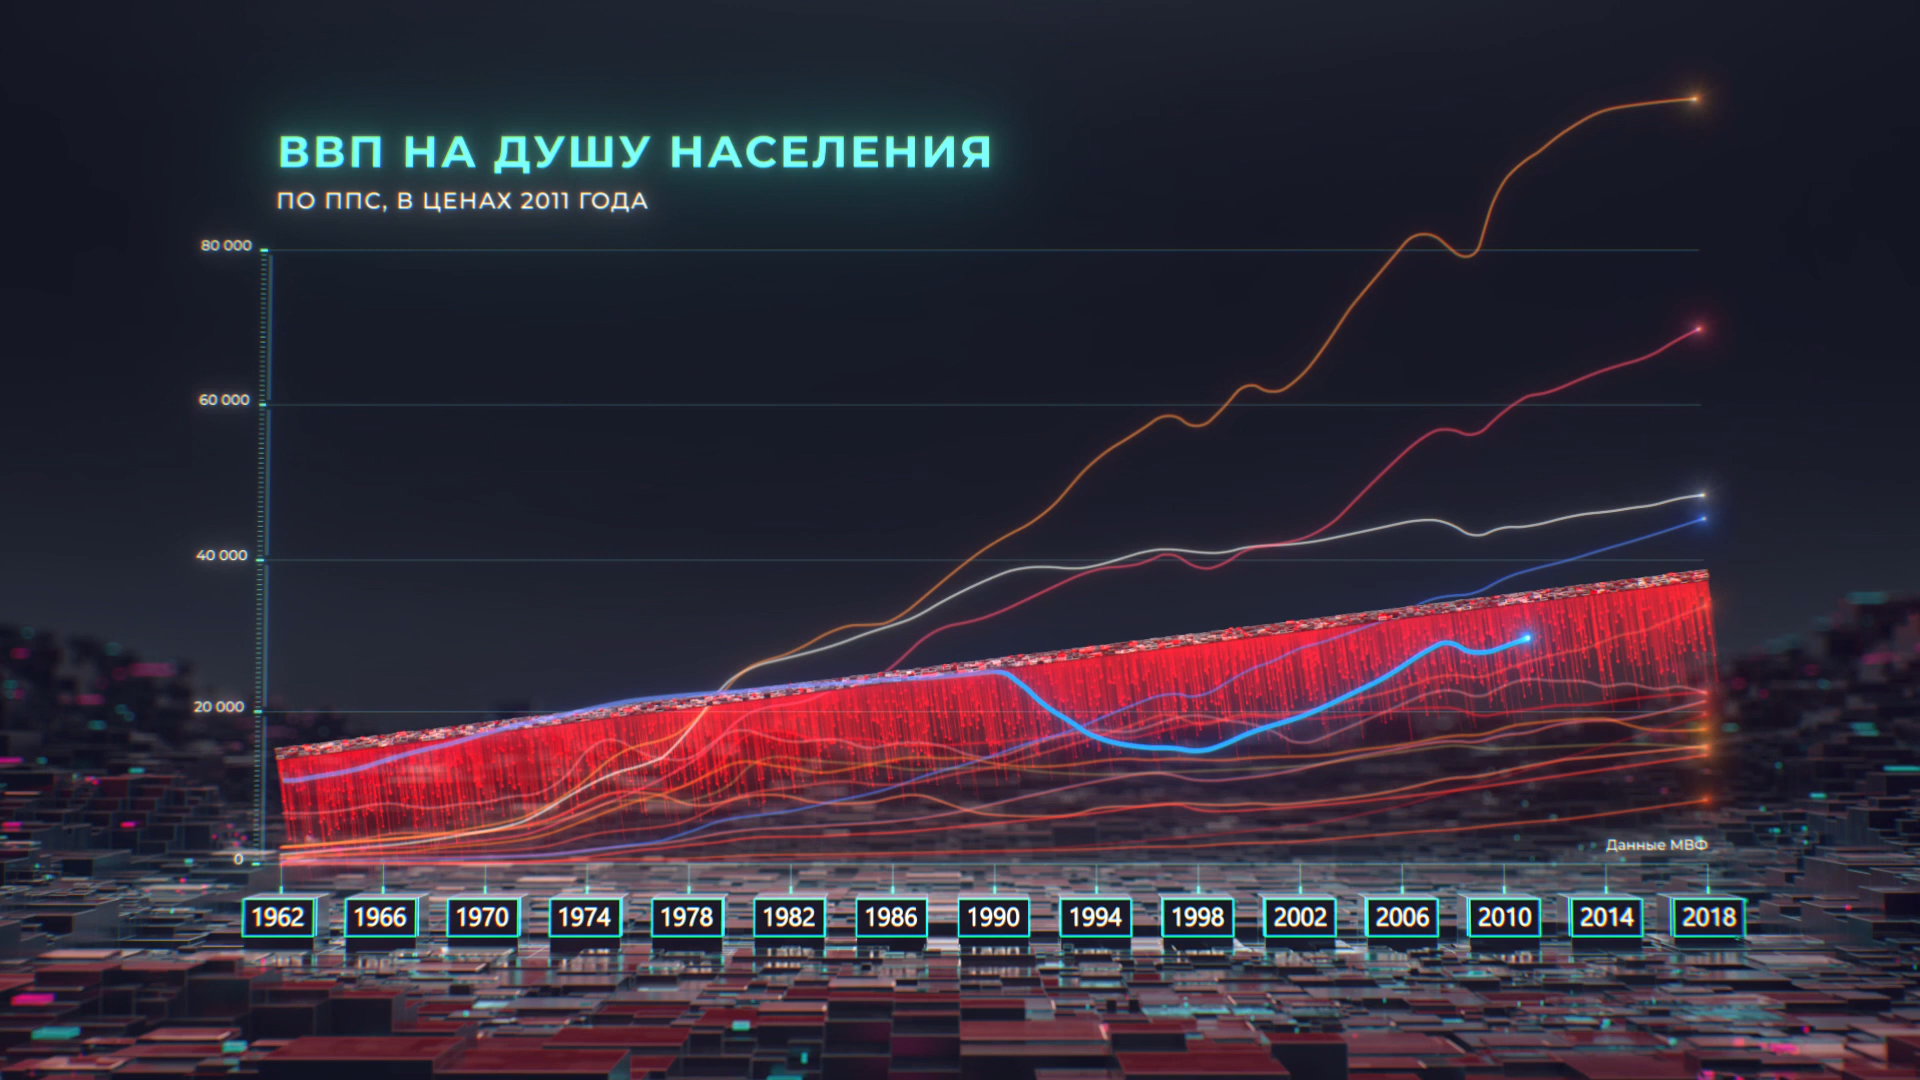 ВВП НА ДУШУ НАСЕЛЕНИЯ
ПО ППС, В ЦЕНАХ 2011 ГОДА
80 000
60 000
40 000
20 000
0
Данные МВФ
1962 1966 1970 1974 1978 1982 1986 1990 1994 1998 2002 2006 2010 2014 2018